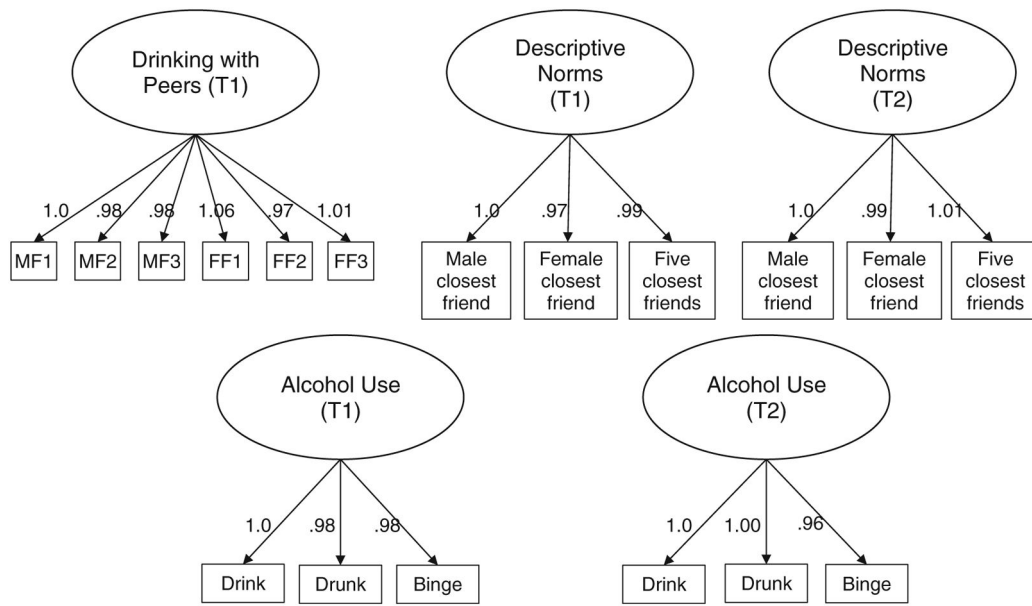 Drinking with
Peers (T1)
1.0 .98 .98 1.06 .97 1.01
MF1 MF2 MF3 FF1 FF2 FF3
Descriptive
Norms
(T1)
1.0 .97 .99
Male
closest
friend
Female
closest
friend
Five
closest
friends
Descriptive
Norms
(T2)
1.0 .99 1.01
Male
closest
friend
Female
closest
friend
Five
closest
friends
Alcohol Use
(T1)
1.0 .98 .98
Drink Drunk Binge
Alcohol Use
(T2)
1.0 1.00 .96
Drink Drunk Binge